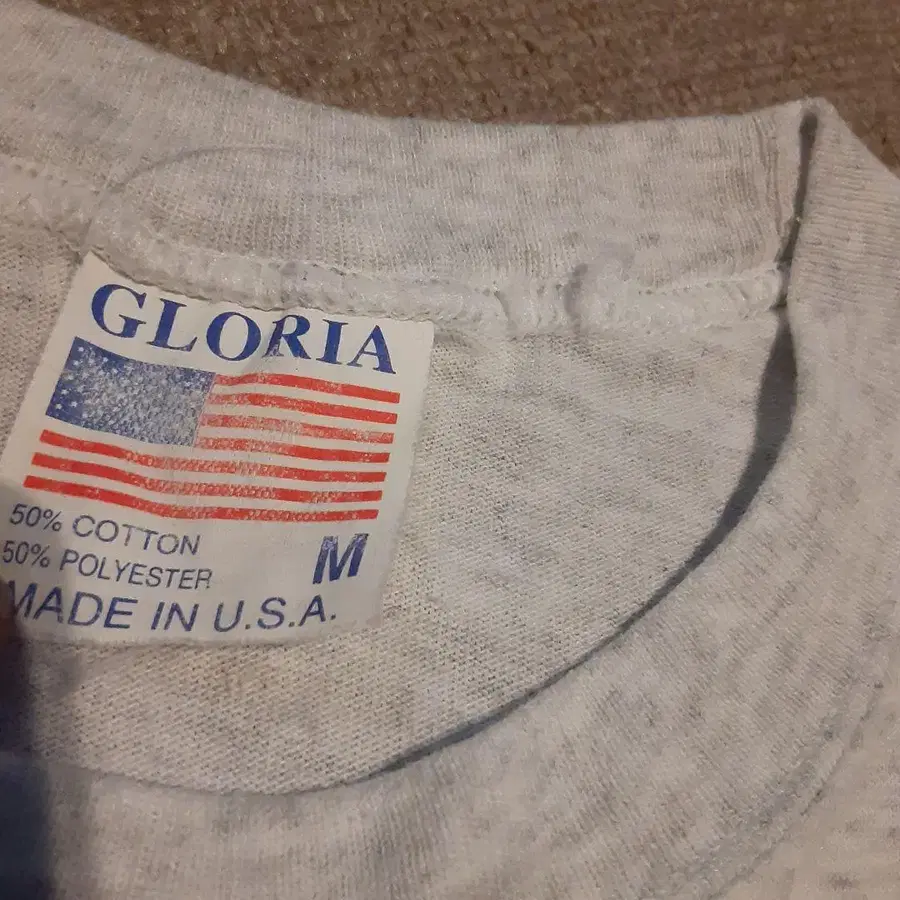 GLORIA
50% COTTON
50% POLYESTER
M
MADE IN U.S.A.